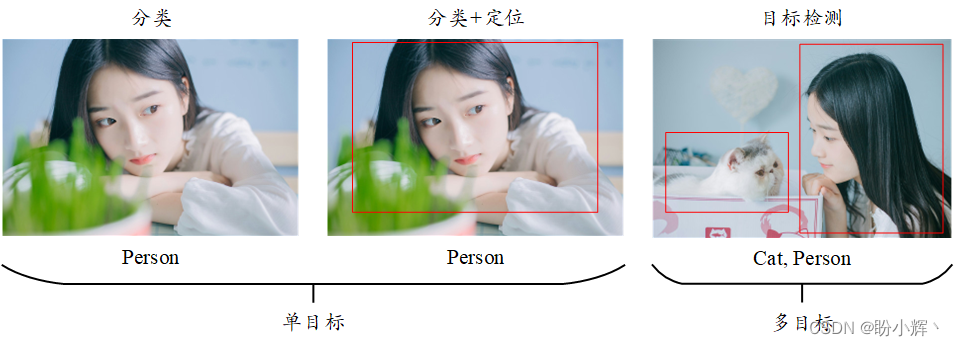 分类
分类+定位
目标检测
Person
Person
Cat, Person
单目标
多目标
CSDN @盼小辉丶